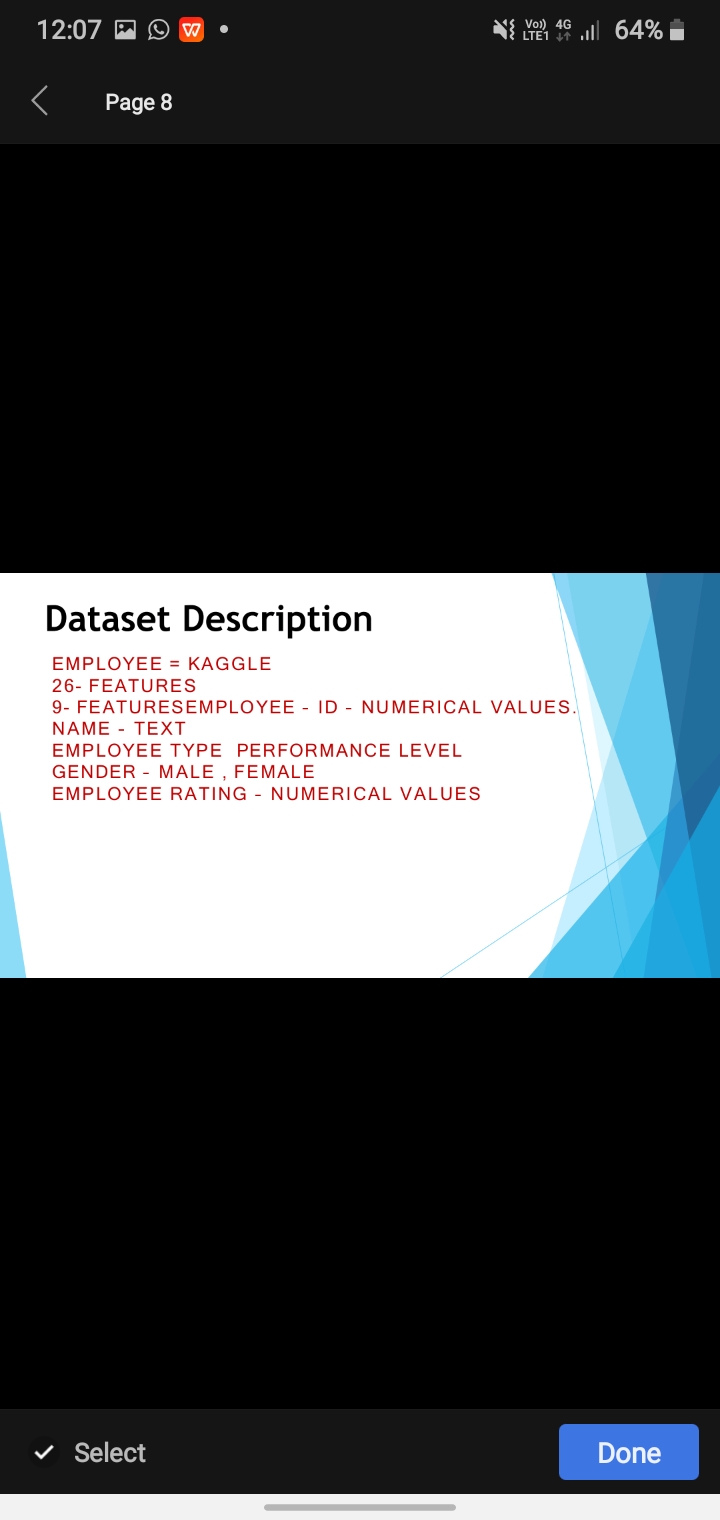 12:07
Vo)) 4G
LTE1
64%
Page 8
Dataset Description
EMPLOYEE = KAGGLE
26- FEATURES
9- FEATURESEMPLOYEE - ID - NUMERICAL VALUES.
NAME - TEXT
EMPLOYEE TYPE  PERFORMANCE LEVEL
GENDER - MALE , FEMALE
EMPLOYEE RATING - NUMERICAL VALUES
Select
Done